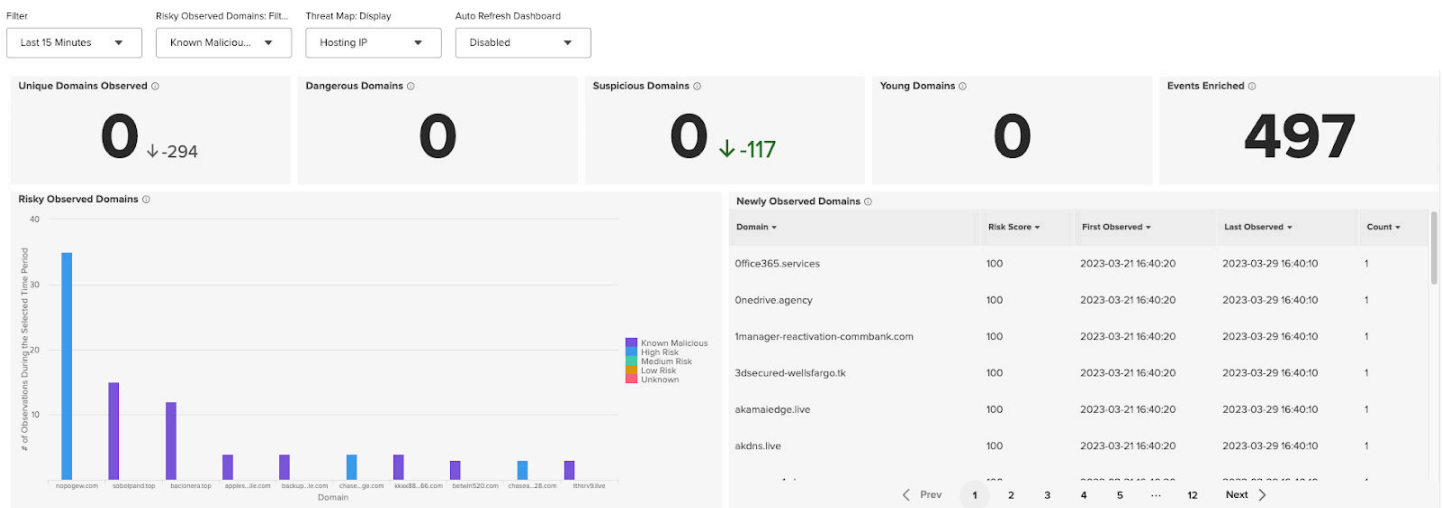 Filter
Risky Observed Domains: Filt...
Threat Map: Display
Auto Refresh Dashboard
Last 15 Minutes
Known Maliciou...
Hosting IP
Disabled
Unique Domains Observed
0 ↓ -294
Dangerous Domains
0
Suspicious Domains
0 ↓ -117
Young Domains
0
Events Enriched
497
Risky Observed Domains
# of Observations During the Selected Time Period
40
30
20
10
nopogew.com
sobolpand.top
bacionera.top
apples...ile.com
backup...le.com
chase...ge.com
kkxx88...66.com
betwin520.com
chasea...28.com
tthsrv9.live
Domain
Known Malicious
High Risk
Medium Risk
Low Risk
Unknown
Newly Observed Domains
Domain Risk Score First Observed Last Observed Count
0ffice365.services 100 2023-03-21 16:40:20 2023-03-29 16:40:10 1
0nedrive.agency 100 2023-03-21 16:40:20 2023-03-29 16:40:10 1
1manager-reactivation-commbank.com 100 2023-03-21 16:40:20 2023-03-29 16:40:10 1
3dsecured-wellsfargo.tk 100 2023-03-21 16:40:20 2023-03-29 16:40:10 1
akamaiedge.live 100 2023-03-21 16:40:20 2023-03-29 16:40:10 1
akdns.live 100 2023-03-21 16:40:20 2023-03-29 16:40:10 1
Prev 1 2 3 4 5 ... 12 Next